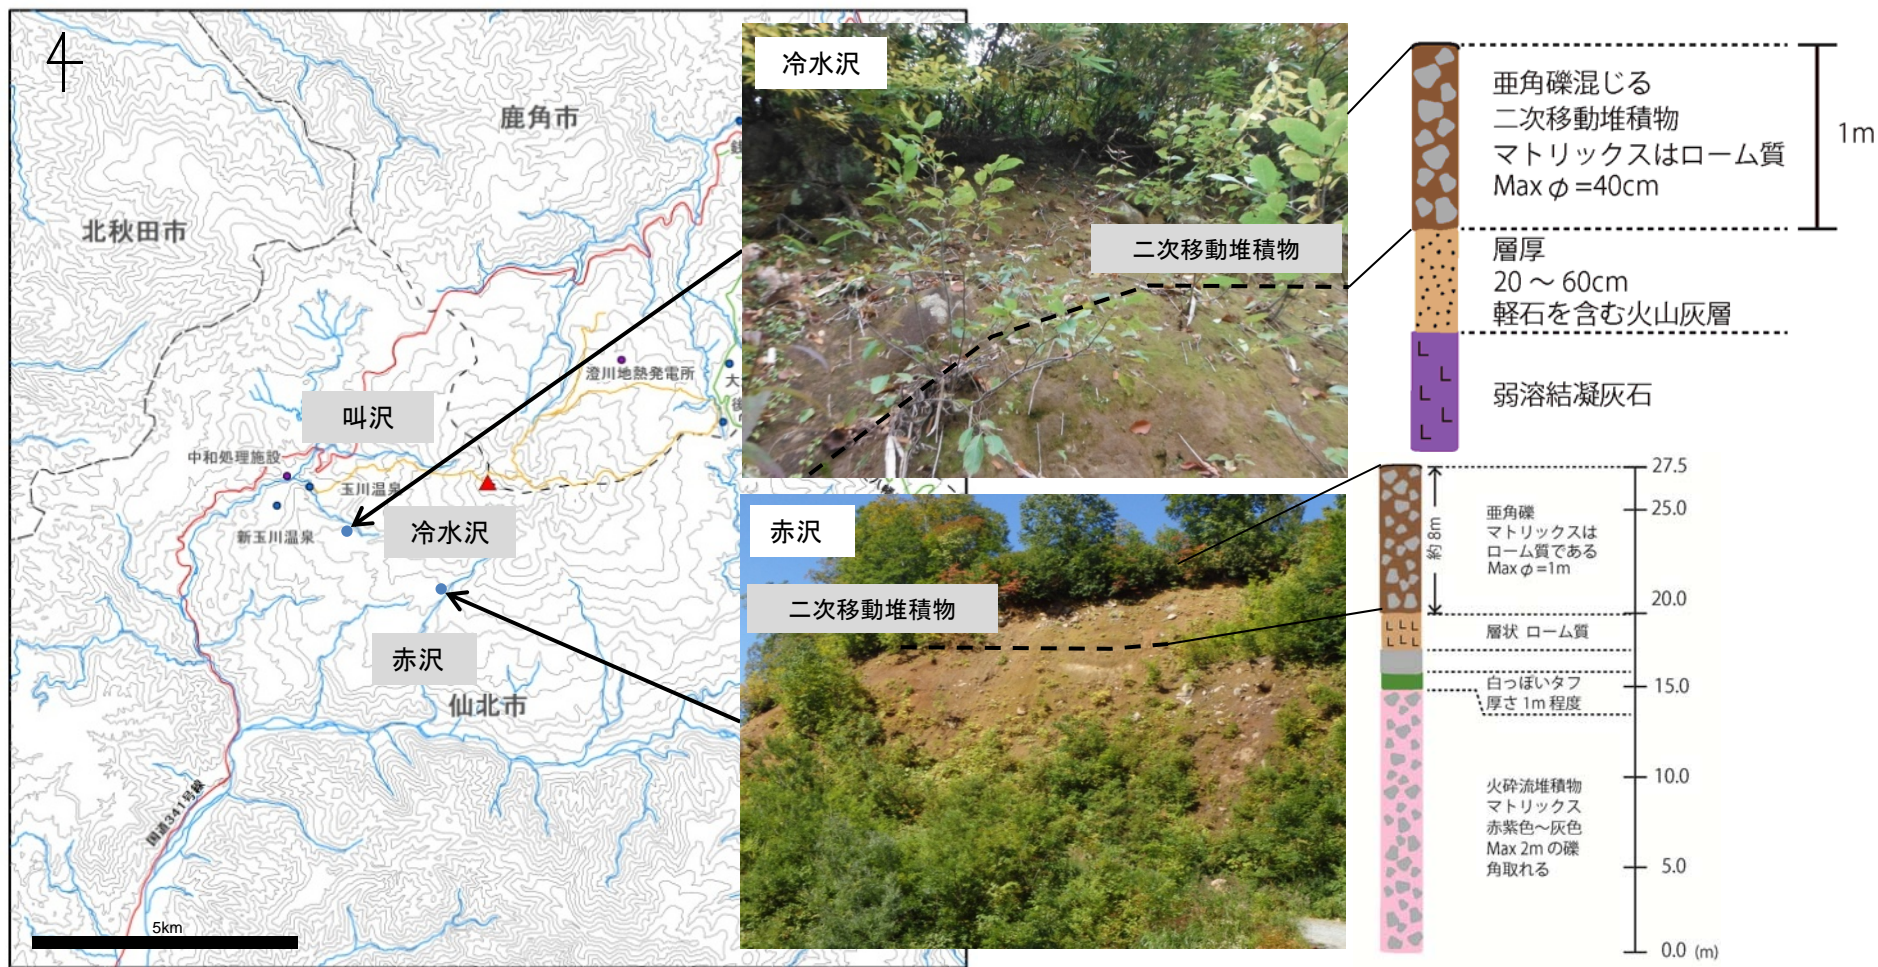 鹿角市
北秋田市
澄川地熱発電所
大
叫沢
中和処理施設
玉川温泉
新玉川温泉
冷水沢
赤沢
仙北市
国道341号線
5km
冷水沢
二次移動堆積物
赤沢
二次移動堆積物
亜角礫混じる
二次移動堆積物
マトリックスはローム質
Max φ=40cm
1m
層厚
20 ～ 60cm
軽石を含む火山灰層
弱溶結凝灰石
L
L
L
L
L
27.5
25.0
20.0
15.0
10.0
5.0
0.0 (m)
約 8m
亜角礫
マトリックスは
ローム質である
Max φ=1m
L L L
L L L
層状 ローム質
白っぽいタフ
厚さ 1m 程度
火砕流堆積物
マトリックス
赤紫色～灰色
Max 2m の礫
角取れる